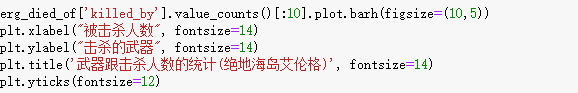 erg_died_of['killed_by'].value_counts()[:10].plot.barh(figsize=(10,5))
plt.xlabel("被击杀人数", fontsize=14)
plt.ylabel("击杀的武器", fontsize=14)
plt.title('武器跟击杀人数的统计(绝地海岛艾伦格)', fontsize=14)
plt.yticks(fontsize=12)